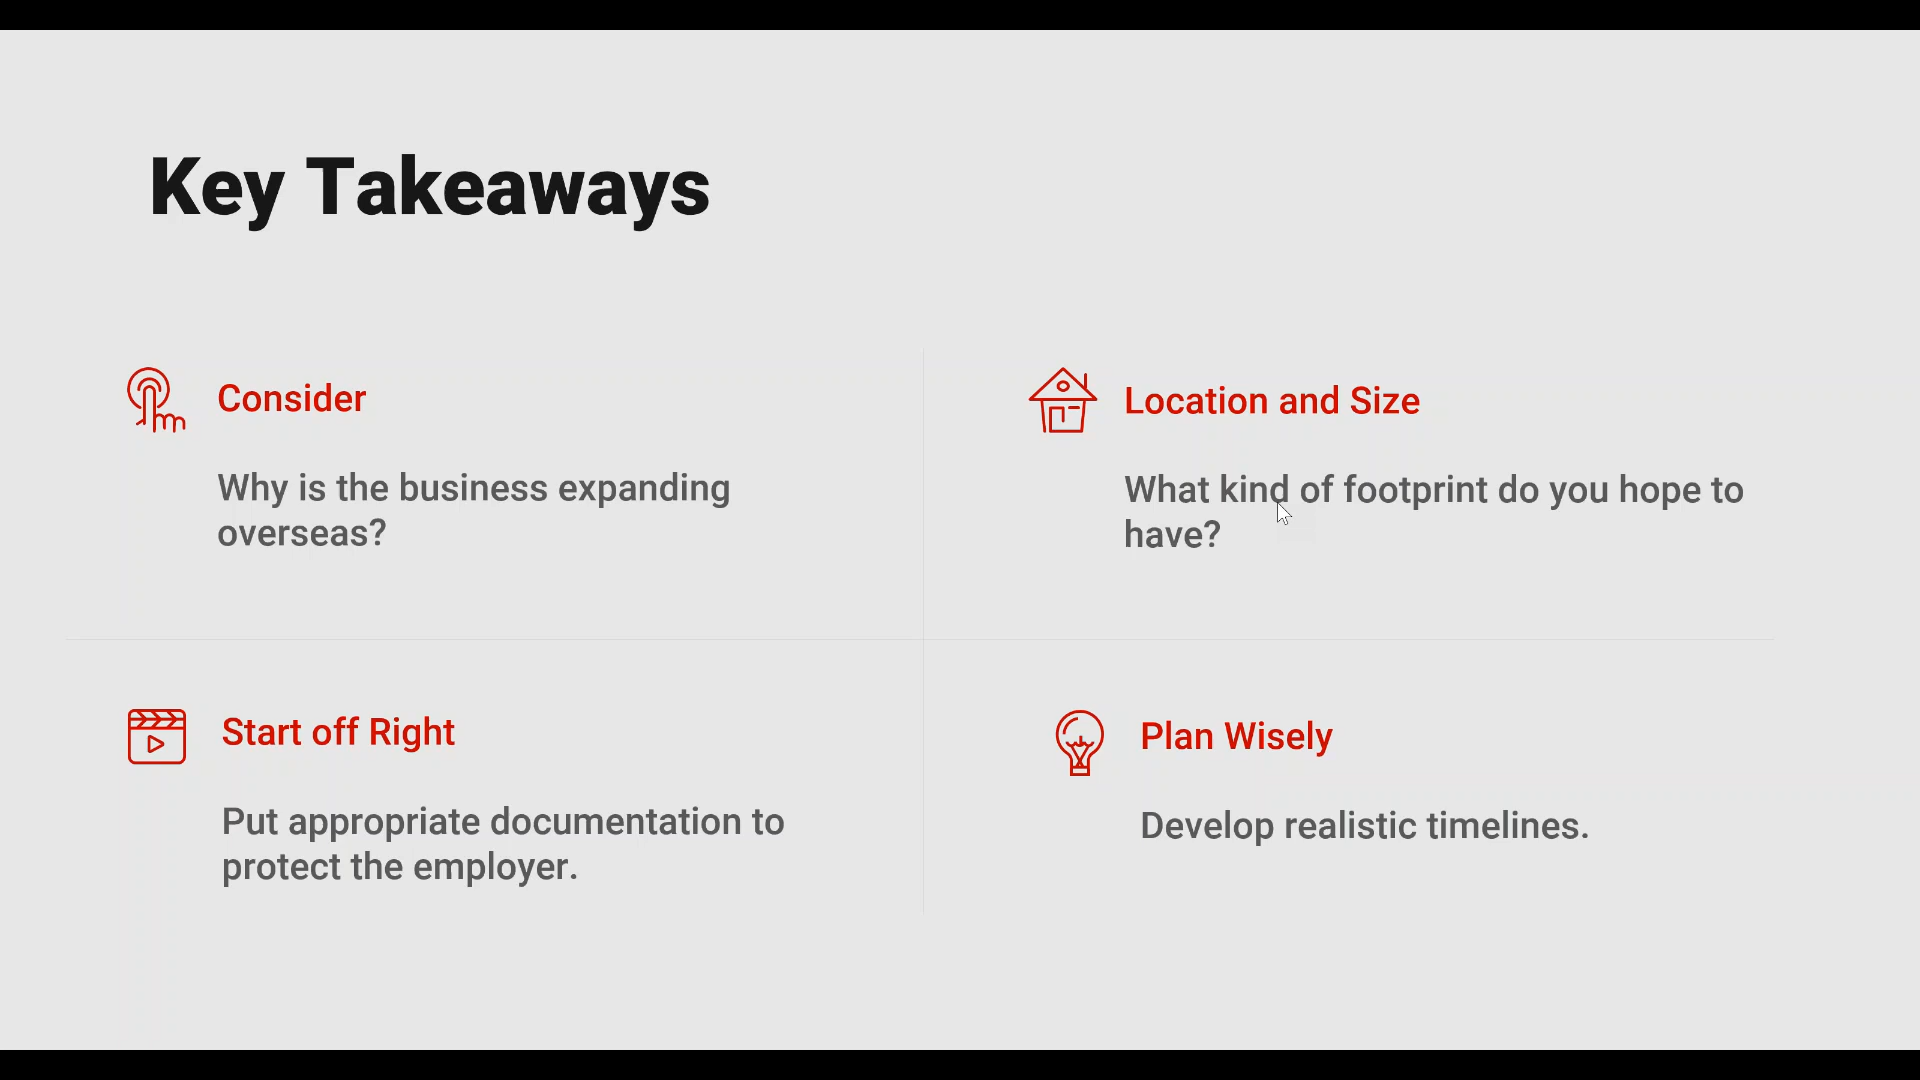 Key Takeaways
Consider
Why is the business expanding
overseas?
Location and Size
What kind of footprint do you hope to
have?
Start off Right
Put appropriate documentation to
protect the employer.
Plan Wisely
Develop realistic timelines.